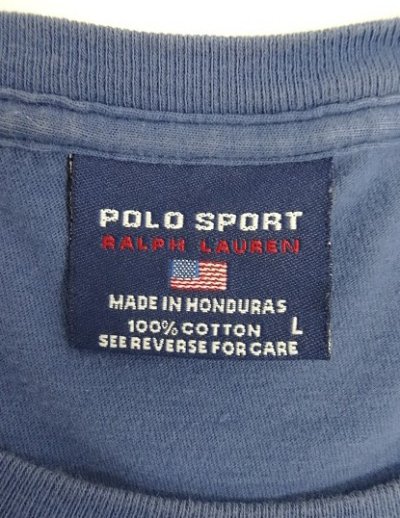 POLO SPORT
RALPH LAUREN
MADE IN HONDURAS
100% COTTON L
SEE REVERSE FOR CARE